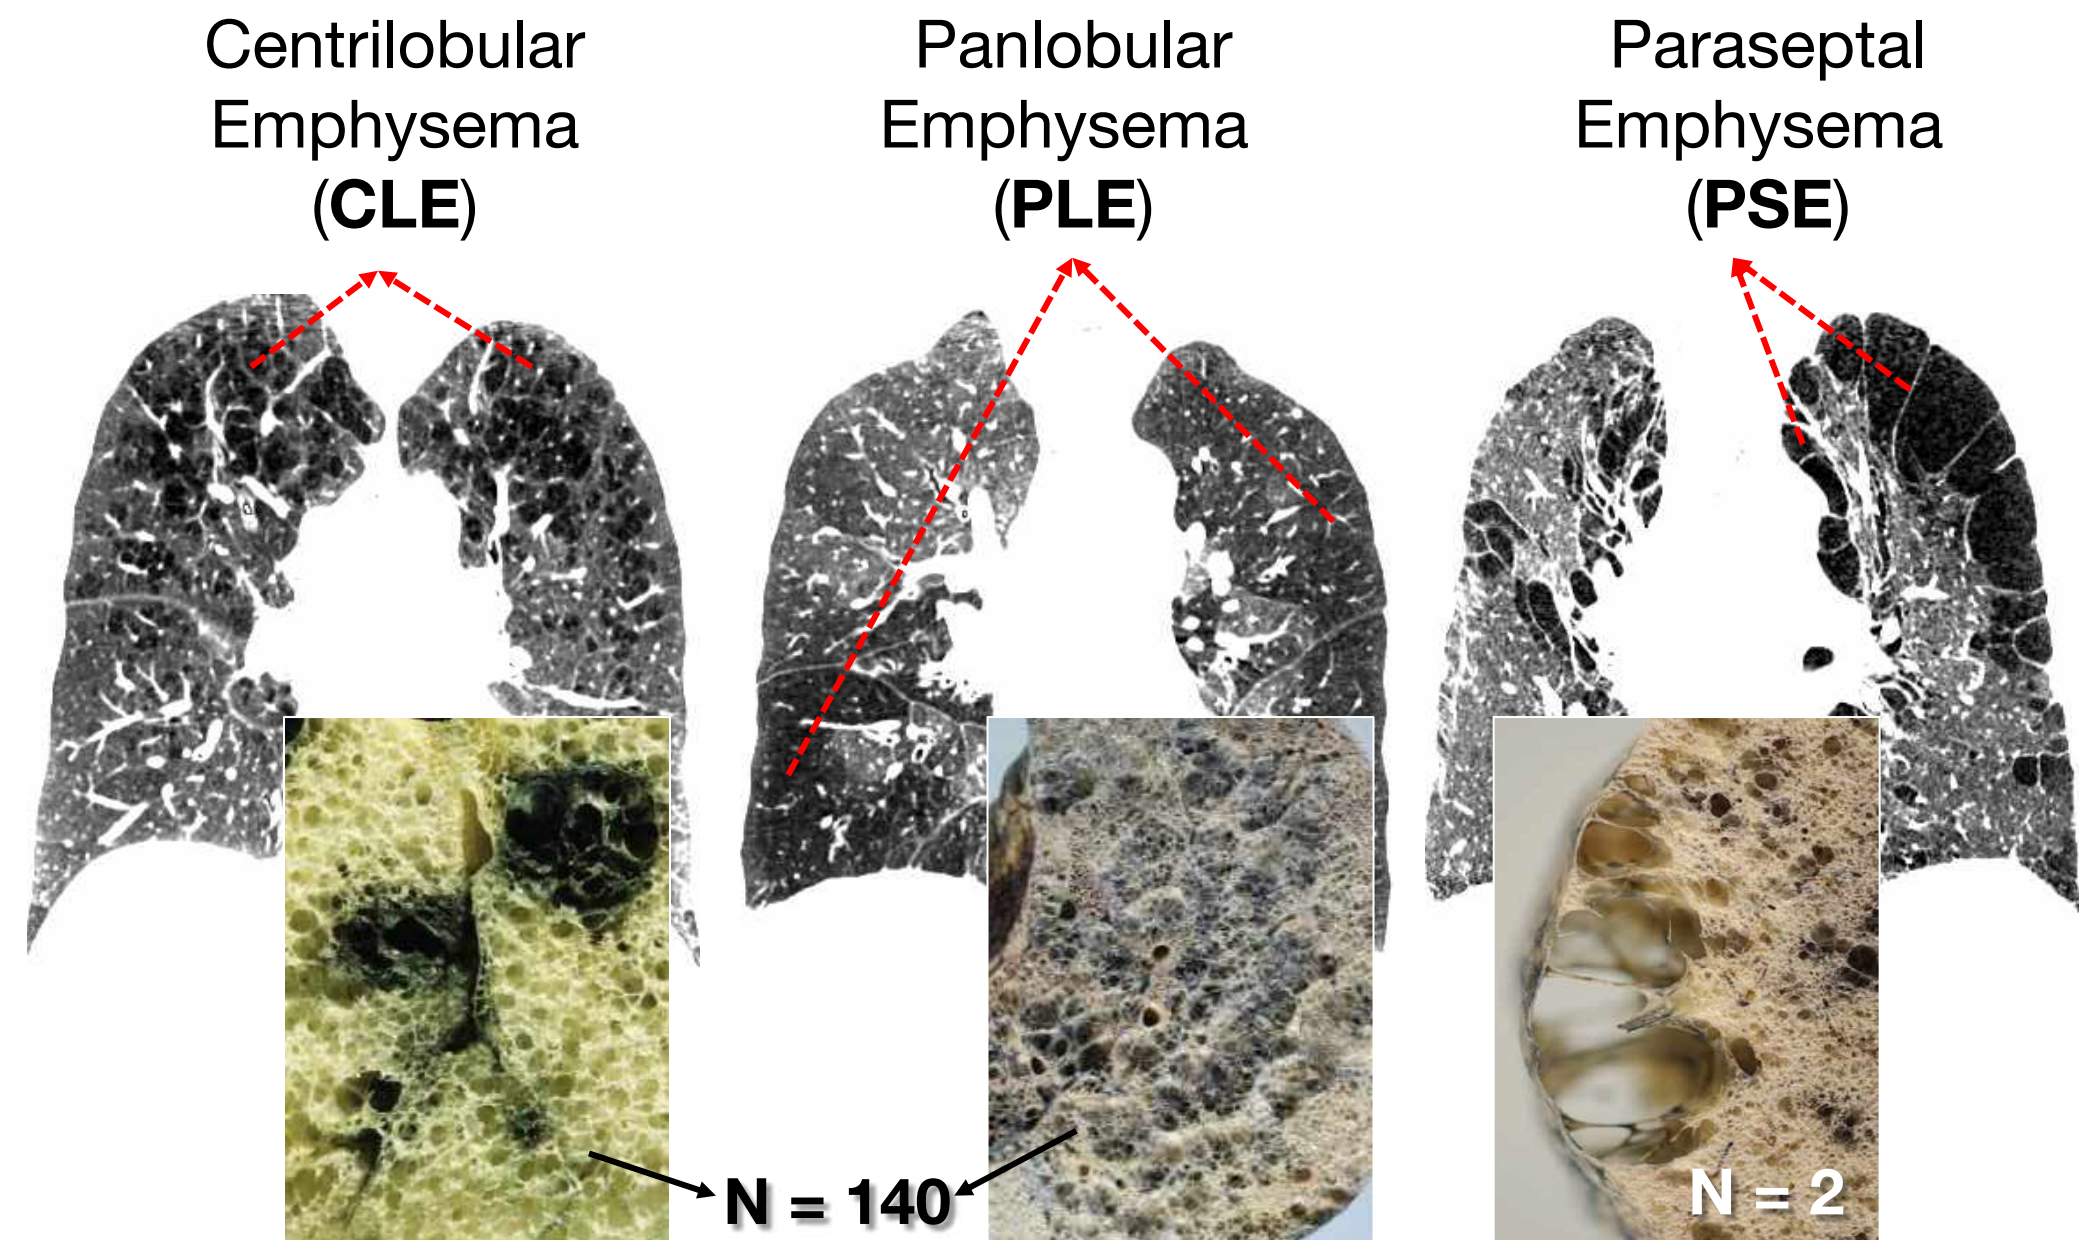 Centrilobular
Emphysema
(CLE)
Panlobular
Emphysema
(PLE)
Paraseptal
Emphysema
(PSE)
N = 140
N = 2